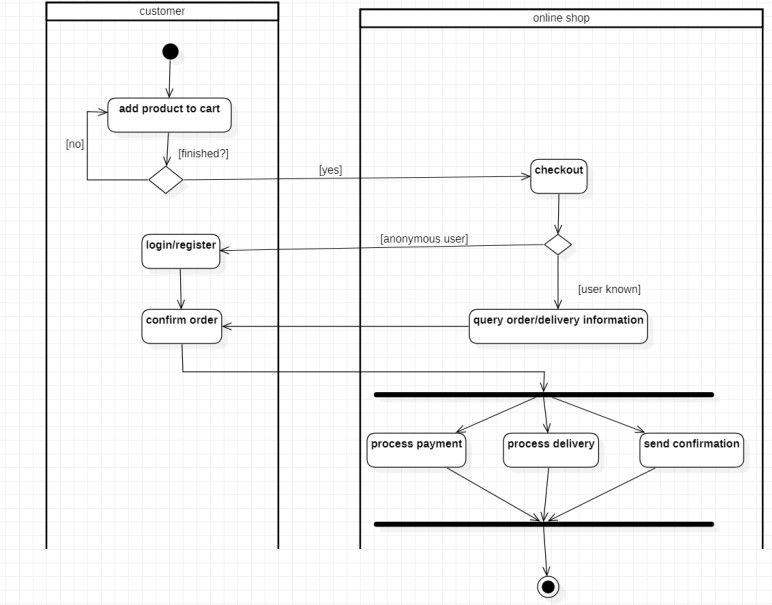 customer
online shop
add product to cart
[no]
[finished?]
[yes]
checkout
login/register
[anonymous user]
[user known]
confirm order
query order/delivery information
process payment
process delivery
send confirmation